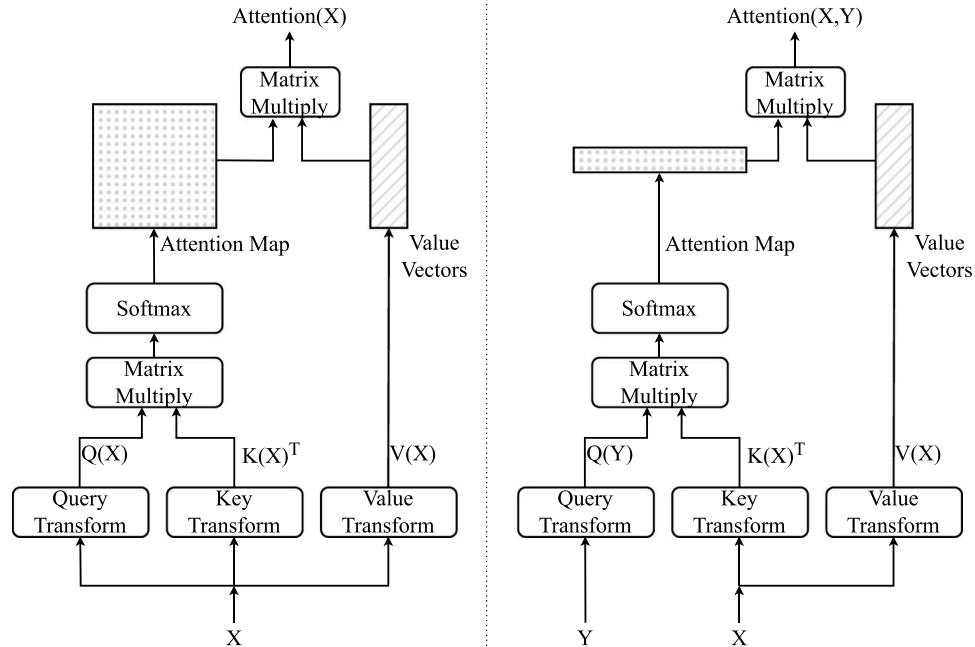 Attention(X)
Matrix
Multiply
Attention Map
Value
Vectors
Softmax
Matrix
Multiply
Q(X)
K(X)^T
V(X)
Query
Transform
Key
Transform
Value
Transform
X
Attention(X,Y)
Matrix
Multiply
Attention Map
Value
Vectors
Softmax
Matrix
Multiply
Q(Y)
K(X)^T
V(X)
Query
Transform
Key
Transform
Value
Transform
Y
X